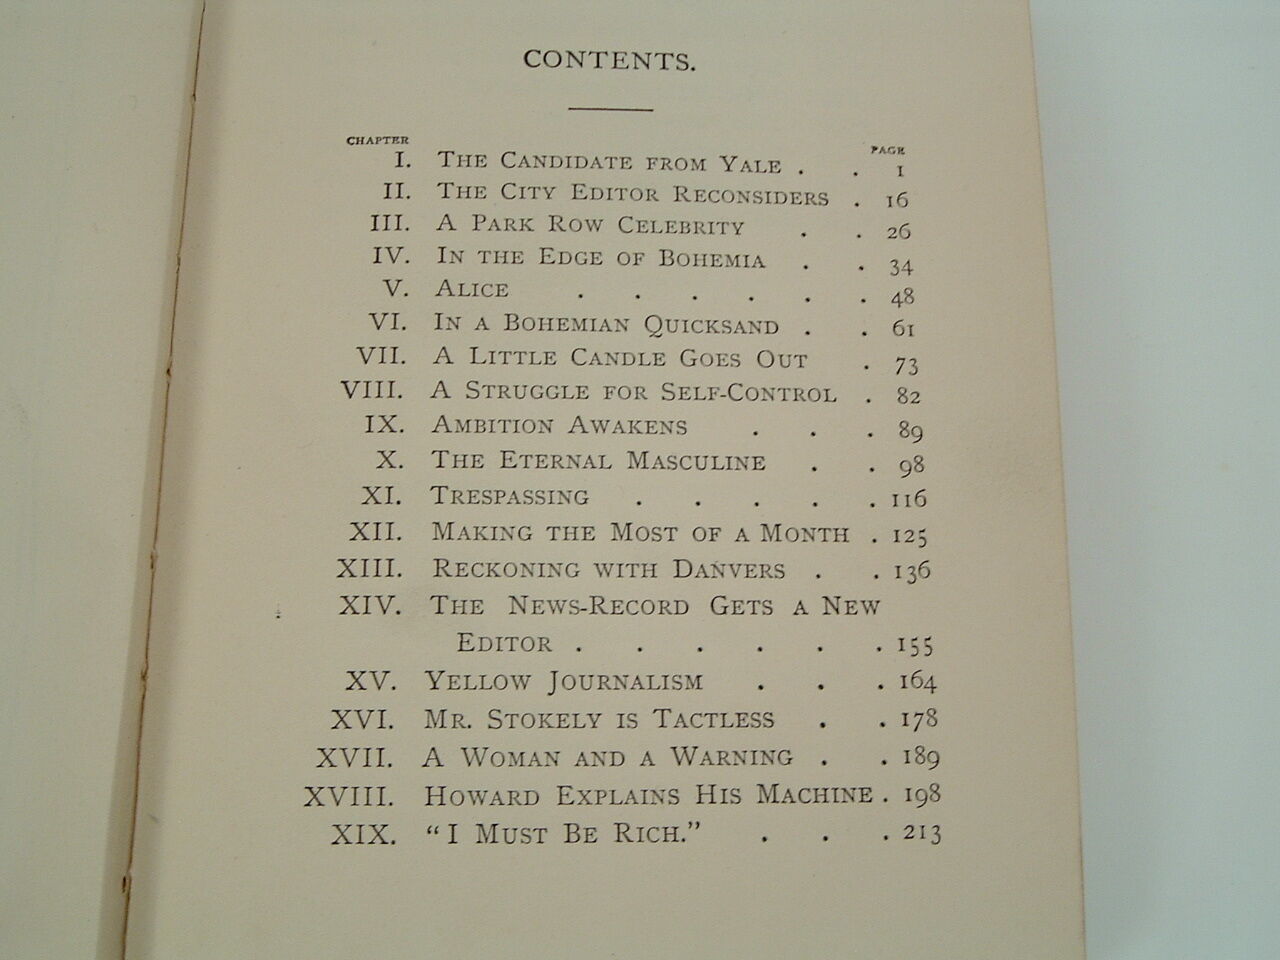 CONTENTS.
CHAPTER PAGE
I. THE CANDIDATE FROM YALE . . 1
II. THE CITY EDITOR RECONSIDERS . 16
III. A PARK ROW CELEBRITY . . 26
IV. IN THE EDGE OF BOHEMIA . . 34
V. ALICE . . . . . . 48
VI. IN A BOHEMIAN QUICKSAND . . 61
VII. A LITTLE CANDLE GOES OUT . 73
VIII. A STRUGGLE FOR SELF-CONTROL . 82
IX. AMBITION AWAKENS . . . 89
X. THE ETERNAL MASCULINE . . 98
XI. TRESPASSING . . . . . 116
XII. MAKING THE MOST OF A MONTH . 125
XIII. RECKONING WITH DANVERS . . 136
XIV. THE NEWS-RECORD GETS A NEW
EDITOR . . . . . . 155
XV. YELLOW JOURNALISM . . . 164
XVI. MR. STOKELY IS TACTLESS . . 178
XVII. A WOMAN AND A WARNING . . 189
XVIII. HOWARD EXPLAINS HIS MACHINE . 198
XIX. "I MUST BE RICH." . . . 213